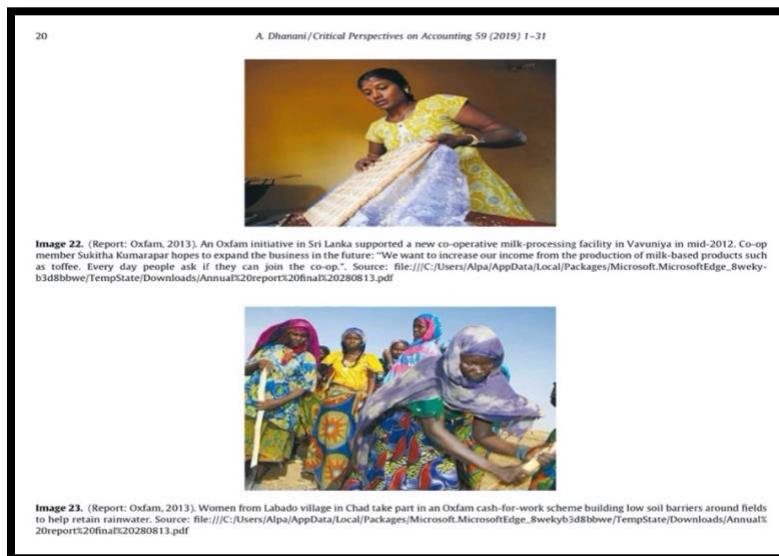 20
A. Dhanani / Critical Perspectives on Accounting 59 (2019) 1–31
Image 22. (Report: Oxfam, 2013). An Oxfam initiative in Sri Lanka supported a new co-operative milk-processing facility in Vavuniya in mid-2012. Co-op
member Sukitha Kumarapar hopes to expand the business in the future: "We want to increase our income from the production of milk-based products such
as toffee. Every day people ask if they can join the co-op.". Source: file:///C:/Users/Alpa/AppData/Local/Packages/Microsoft.MicrosoftEdge_8weky-
b3d8bbwe/TempState/Downloads/Annual%20report%20final%20280813.pdf
Image 23. (Report: Oxfam, 2013). Women from Labado village in Chad take part in an Oxfam cash-for-work scheme building low soil barriers around fields
to help retain rainwater. Source: file:///C:/Users/Alpa/AppData/Local/Packages/Microsoft.MicrosoftEdge_8wekyb3d8bbwe/TempState/Downloads/Annual%
20report%20final%20280813.pdf